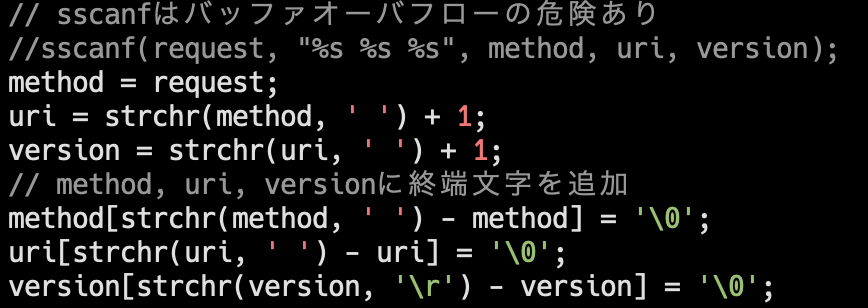 // sscanfはバッファオーバフローの危険あり
//sscanf(request, "%s %s %s", method, uri, version);
method = request;
uri = strchr(method, ' ') + 1;
version = strchr(uri, ' ') + 1;
// method, uri, versionに終端文字を追加
method[strchr(method, ' ') - method] = '\0';
uri[strchr(uri, ' ') - uri] = '\0';
version[strchr(version, '\r') - version] = '\0';